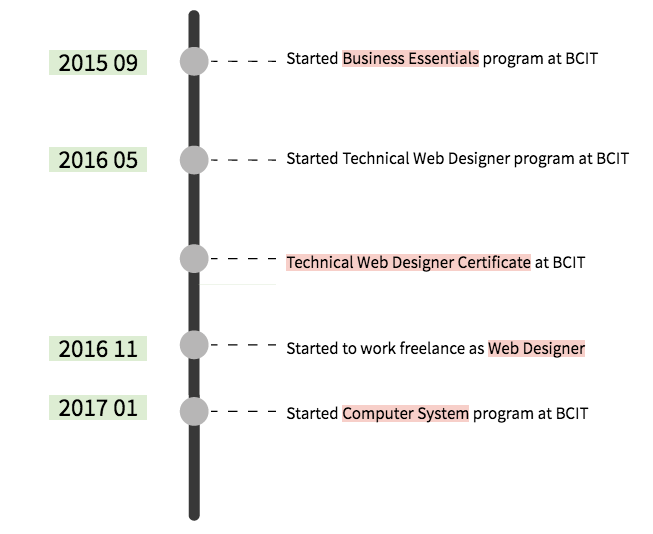 2015 09
Started Business Essentials program at BCIT
2016 05
Started Technical Web Designer program at BCIT
Technical Web Designer Certificate at BCIT
2016 11
Started to work freelance as Web Designer
2017 01
Started Computer System program at BCIT